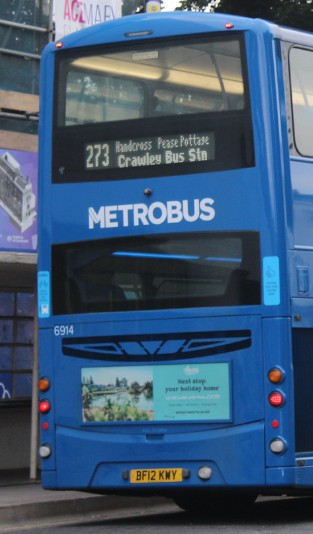 273 Handcross Pease Pottage
Crawley Bus Stn
METROBUS
6914
Next stop
your holiday home
BF12 KWY